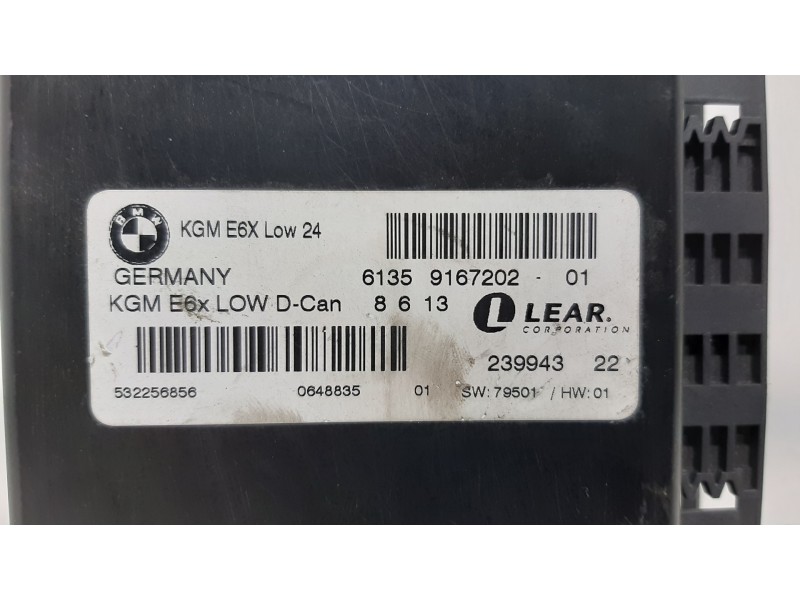 BMW
KGM E6X Low 24
GERMANY 6135 9167202 - 01
KGM E6x LOW D-Can 8 6 13 L LEAR.
CORPORATION
239943 22
532256856 0648835 01 SW: 79501 / HW: 01